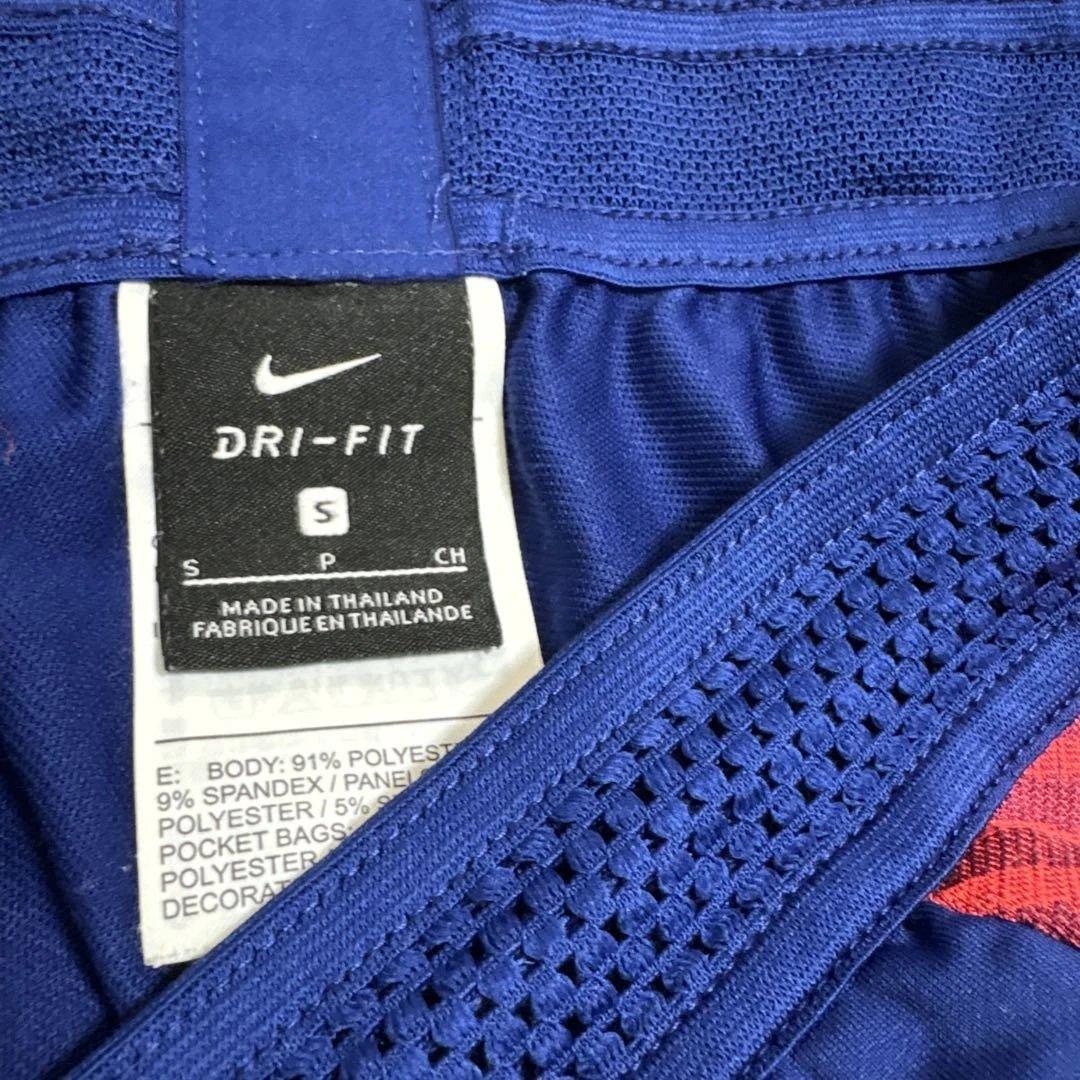 DRI-FIT
S
S P CH
MADE IN THAILAND
FABRIQUE EN THAILANDE
E: BODY: 91% POLYEST
9% SPANDEX / PANEL
POLYESTER / 5% S
POCKET BAGS:
POLYESTER
DECORAT